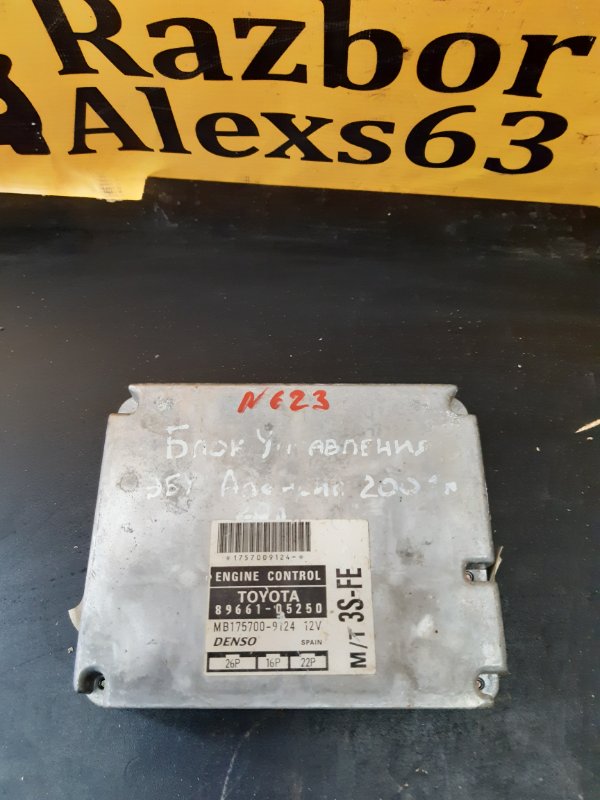 Razbor
Alexs63
N623
Блок Управления
ЭБУ 200
*1757009124-*
ENGINE CONTROL
TOYOTA
89661-05250
MB175700-9124 12V
DENSO SPAIN
26P 16P 22P
M/T 3S-FE